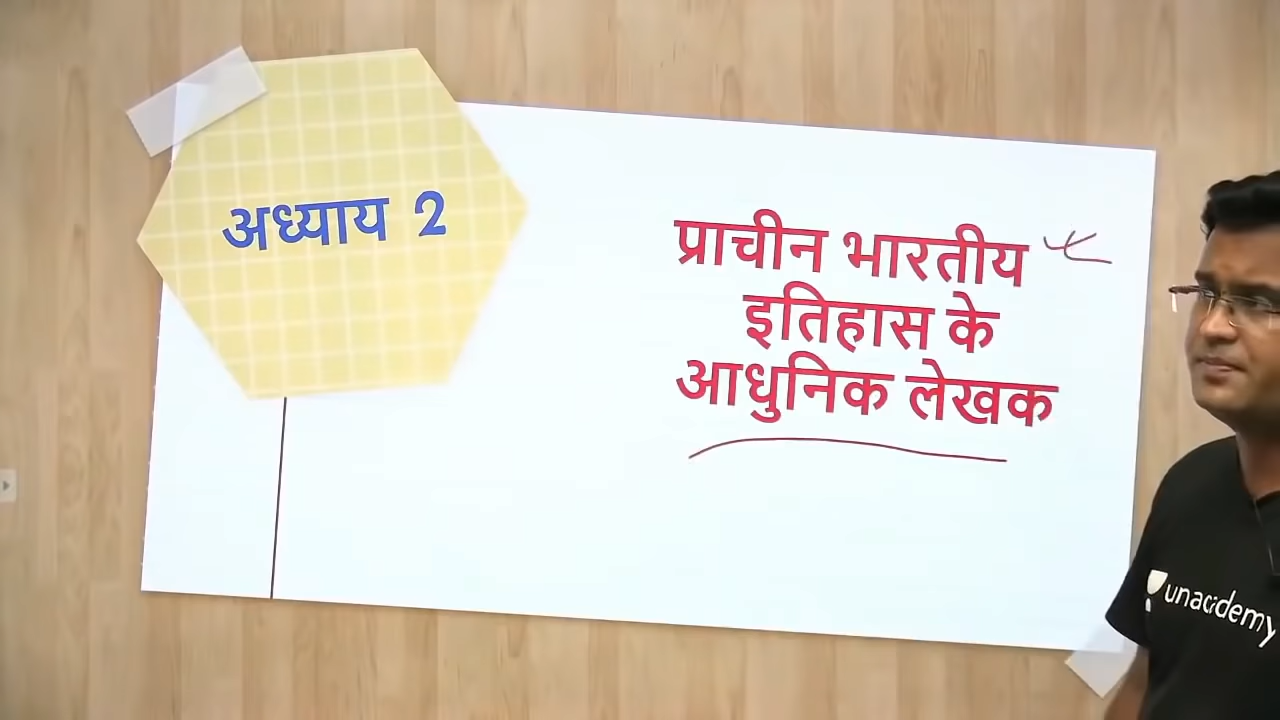 अध्याय 2
प्राचीन भारतीय
इतिहास के
आधुनिक लेखक
unacademy